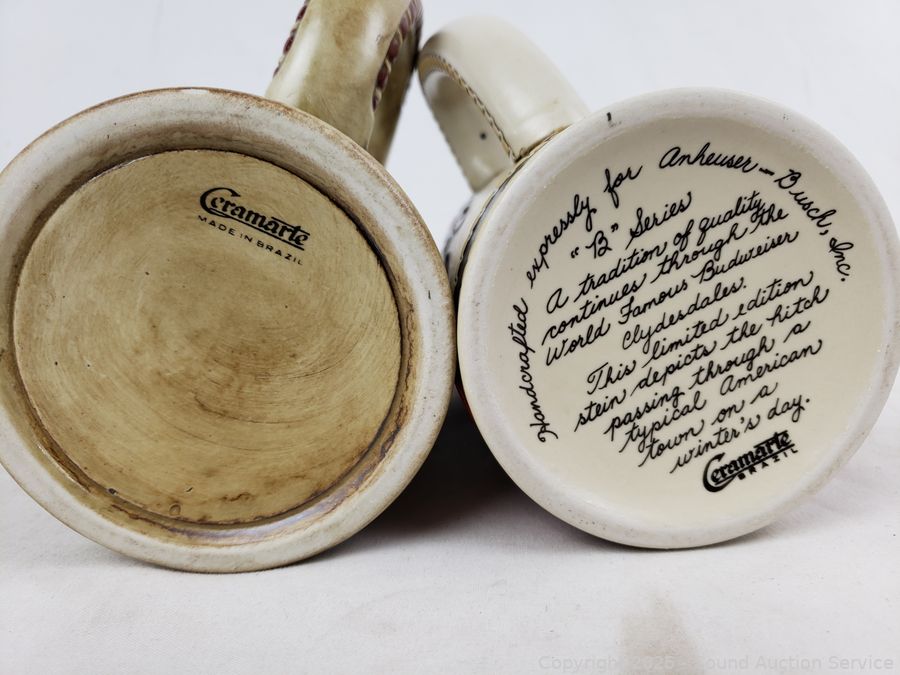 Ceramarte
MADE IN BRAZIL
Handcrafted expressly for Anheuser-Busch, Inc.
"B" Series
A tradition of quality
continues through the
World Famous Budweiser
Clydesdales.
This limited edition
stein depicts the hitch
passing through a
typical American
town on a
winter's day.
Ceramarte
BRAZIL
Copyright 2025 - Bound Auction Service